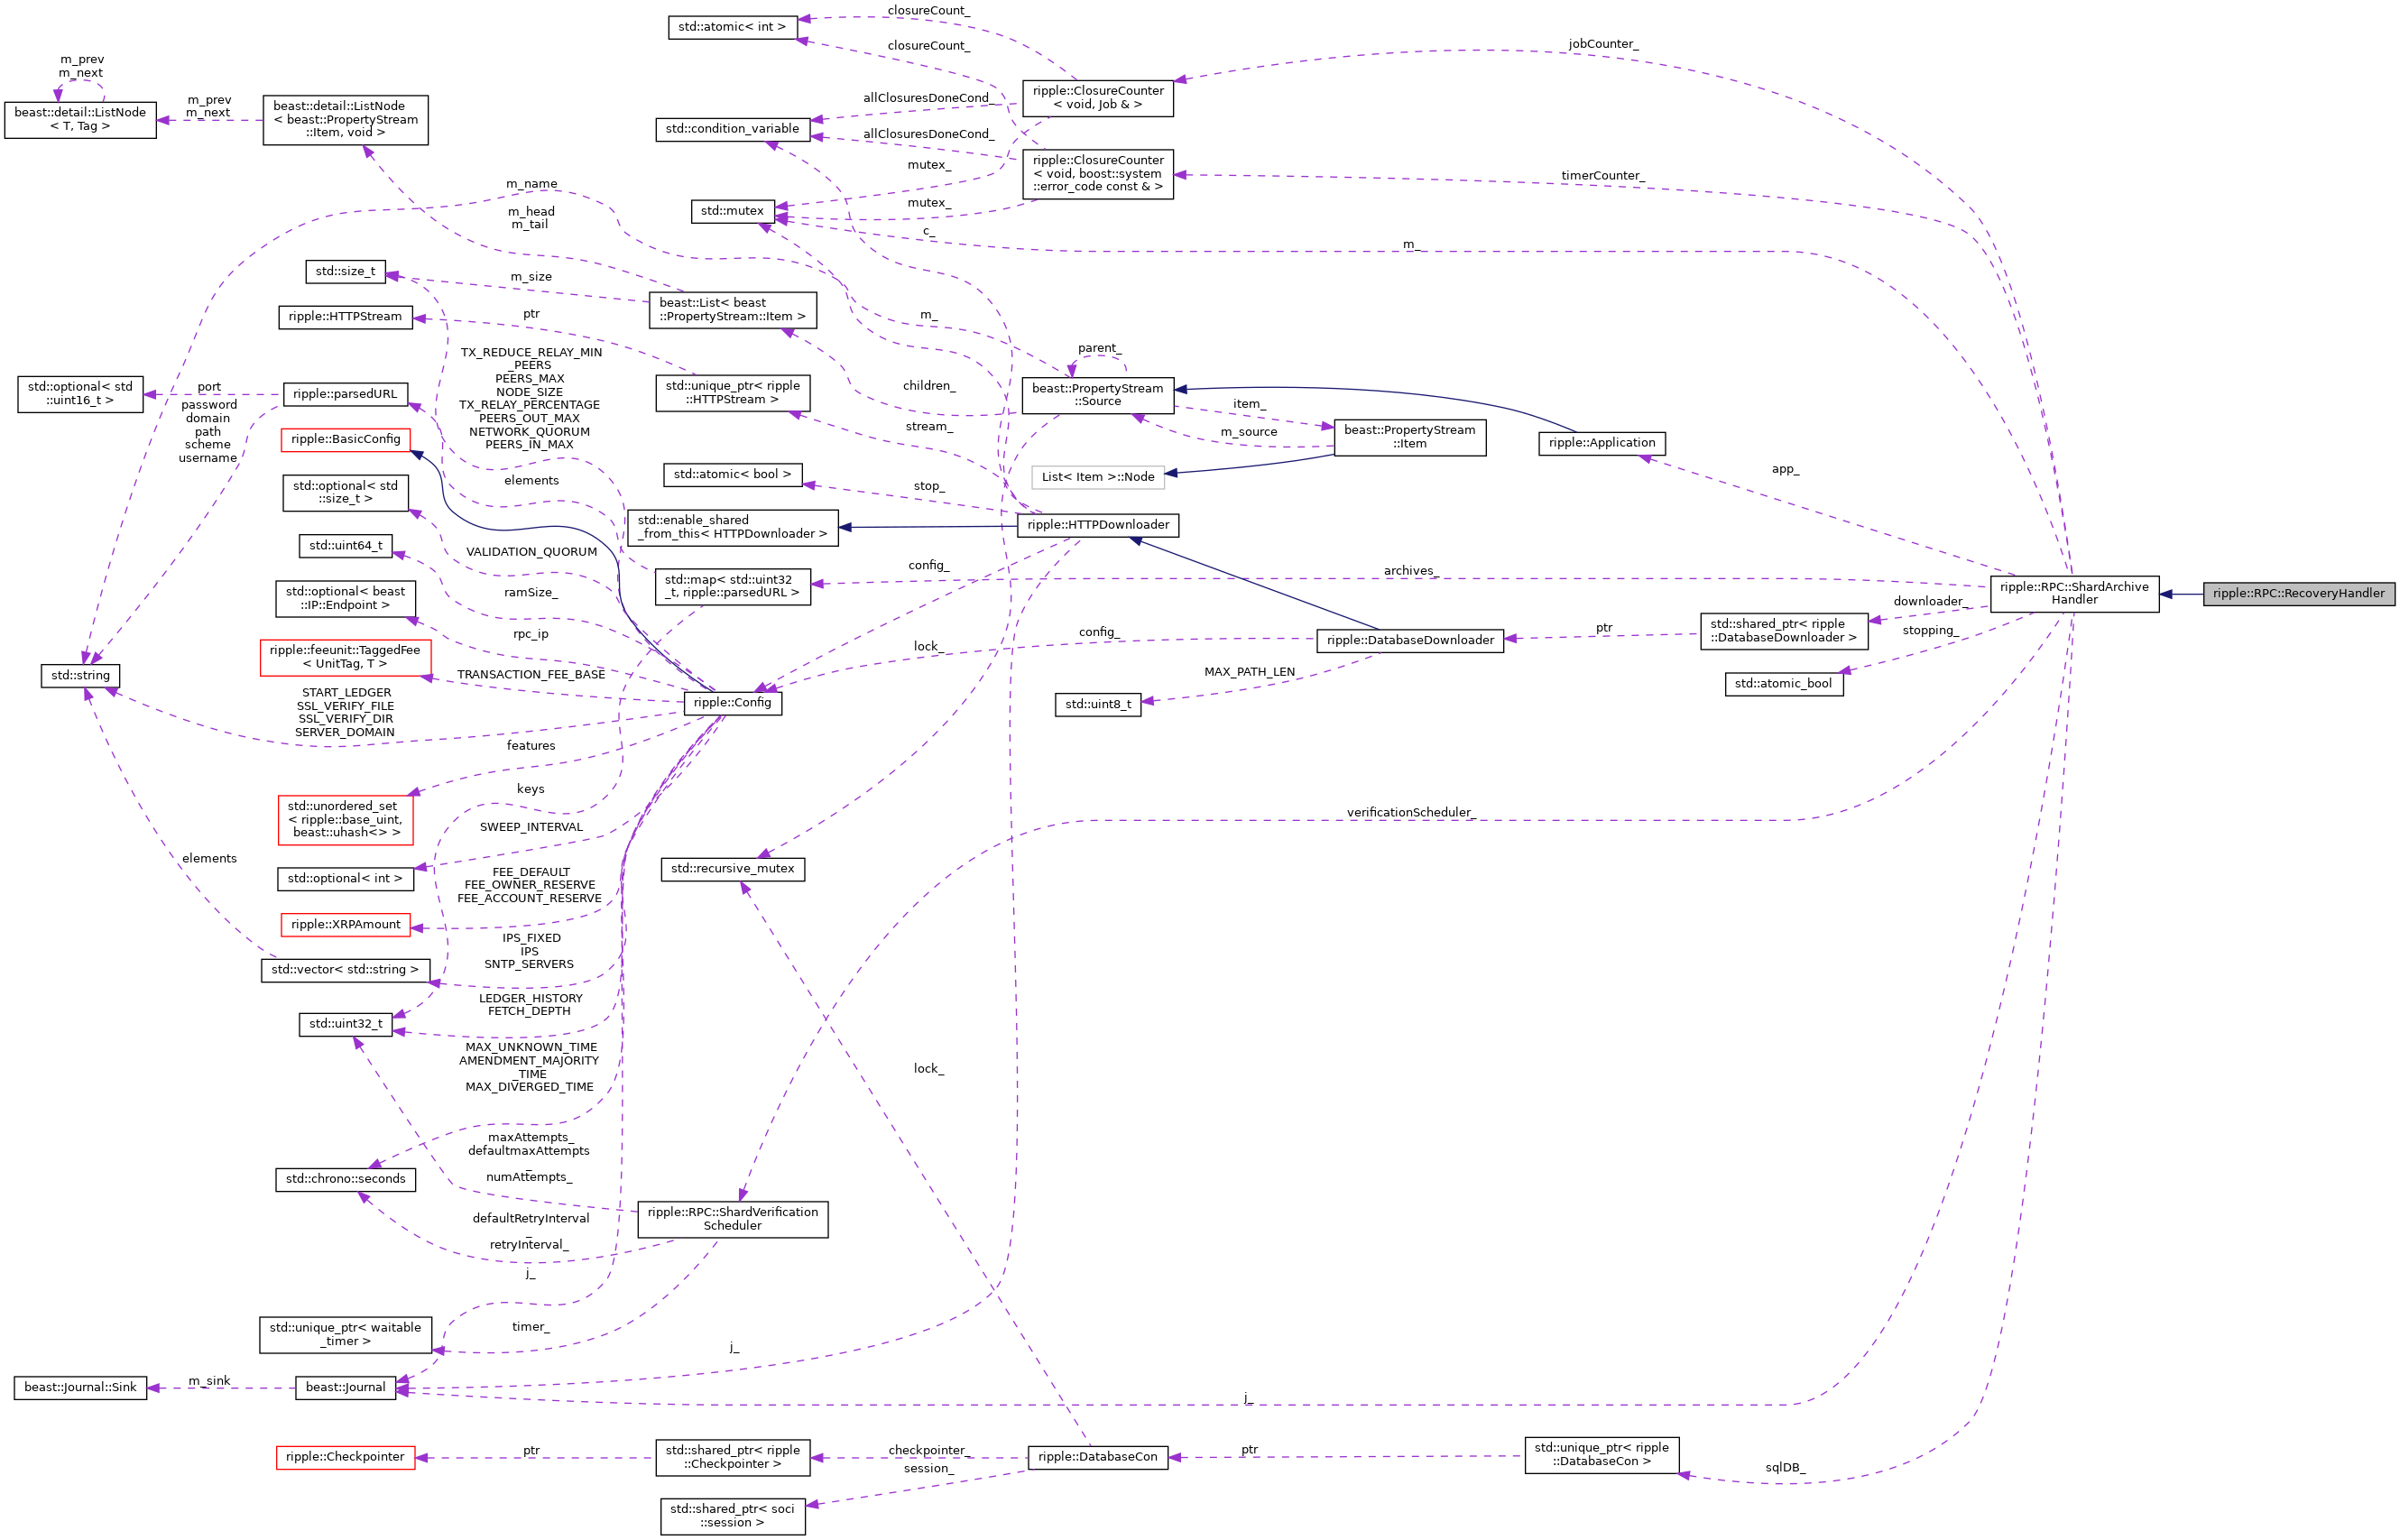 closureCount_
std::atomic< int >
closureCount_
jobCounter_
m_prev
m_next
beast::detail::ListNode
< T, Tag >
m_prev
m_next
beast::detail::ListNode
< beast::PropertyStream
::Item, void >
allClosuresDoneCond_
ripple::ClosureCounter
< void, Job & >
std::condition_variable
allClosuresDoneCond_
mutex_
ripple::ClosureCounter
< void, boost::system
::error_code const & >
timerCounter_
m_name
mutex_
std::mutex
m_head
m_tail
c_
m_
std::size_t
m_size
beast::List< beast
::PropertyStream::Item >
ripple::HTTPStream
ptr
m_
parent_
TX_REDUCE_RELAY_MIN
_PEERS
PEERS_MAX
NODE_SIZE
TX_RELAY_PERCENTAGE
PEERS_OUT_MAX
NETWORK_QUORUM
PEERS_IN_MAX
std::optional< std
::uint16_t >
port
ripple::parsedURL
std::unique_ptr< ripple
::HTTPStream >
children_
beast::PropertyStream
::Source
item_
password
domain
path
scheme
username
stream_
m_source
beast::PropertyStream
::Item
ripple::Application
ripple::BasicConfig
app_
std::atomic< bool >
stop_
List< Item >::Node
elements
std::optional< std
::size_t >
std::enable_shared
_from_this< HTTPDownloader >
ripple::HTTPDownloader
std::uint64_t
VALIDATION_QUORUM
config_
archives_
std::map< std::uint32
_t, ripple::parsedURL >
ramSize_
ripple::RPC::ShardArchive
Handler
ripple::RPC::RecoveryHandler
std::optional< beast
::IP::Endpoint >
downloader_
rpc_ip
config_
ripple::DatabaseDownloader
ptr
std::shared_ptr< ripple
::DatabaseDownloader >
stopping_
lock_
ripple::feeunit::TaggedFee
< UnitTag, T >
TRANSACTION_FEE_BASE
MAX_PATH_LEN
std::string
std::atomic_bool
START_LEDGER
SSL_VERIFY_FILE
SSL_VERIFY_DIR
SERVER_DOMAIN
ripple::Config
std::uint8_t
features
keys
std::unordered_set
< ripple::base_uint,
beast::uhash<> >
verificationScheduler_
SWEEP_INTERVAL
elements
std::optional< int >
FEE_DEFAULT
FEE_OWNER_RESERVE
FEE_ACCOUNT_RESERVE
std::recursive_mutex
ripple::XRPAmount
IPS_FIXED
IPS
SNTP_SERVERS
std::vector< std::string >
LEDGER_HISTORY
FETCH_DEPTH
std::uint32_t
MAX_UNKNOWN_TIME
AMENDMENT_MAJORITY
_TIME
MAX_DIVERGED_TIME
lock_
maxAttempts_
defaultmaxAttempts
_
numAttempts_
std::chrono::seconds
defaultRetryInterval
_
retryInterval_
ripple::RPC::ShardVerification
Scheduler
j_
std::unique_ptr< waitable
_timer >
timer_
j_
beast::Journal::Sink
m_sink
beast::Journal
j_
ripple::Checkpointer
ptr
std::shared_ptr< ripple
::Checkpointer >
checkpointer_
session_
ripple::DatabaseCon
ptr
std::unique_ptr< ripple
::DatabaseCon >
sqlDB_
std::shared_ptr< soci
::session >